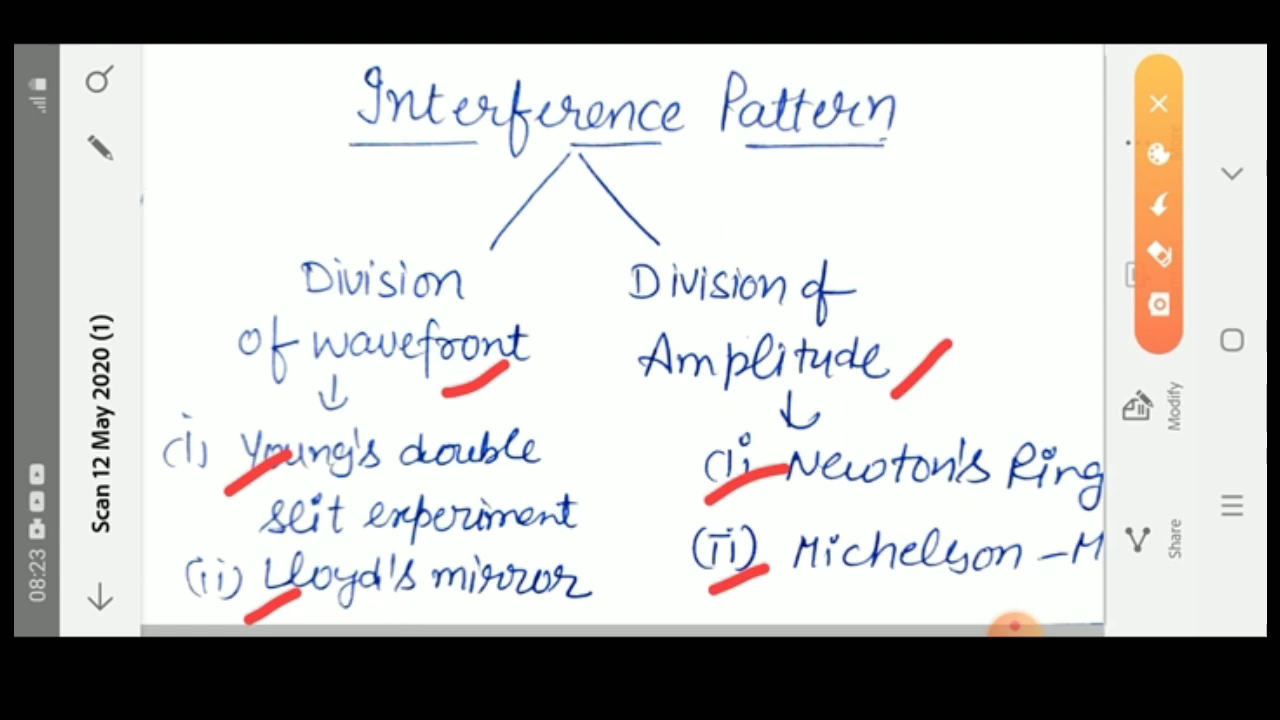 Interference Pattern
Division
of wavefront
Division of
Amplitude
(i) Young's double
slit experiment
(ii) Lloyd's mirror
(i) Newton's Ring
(ii) Michelson - M
08:23
Scan 12 May 2020 (1)
Modify
Share